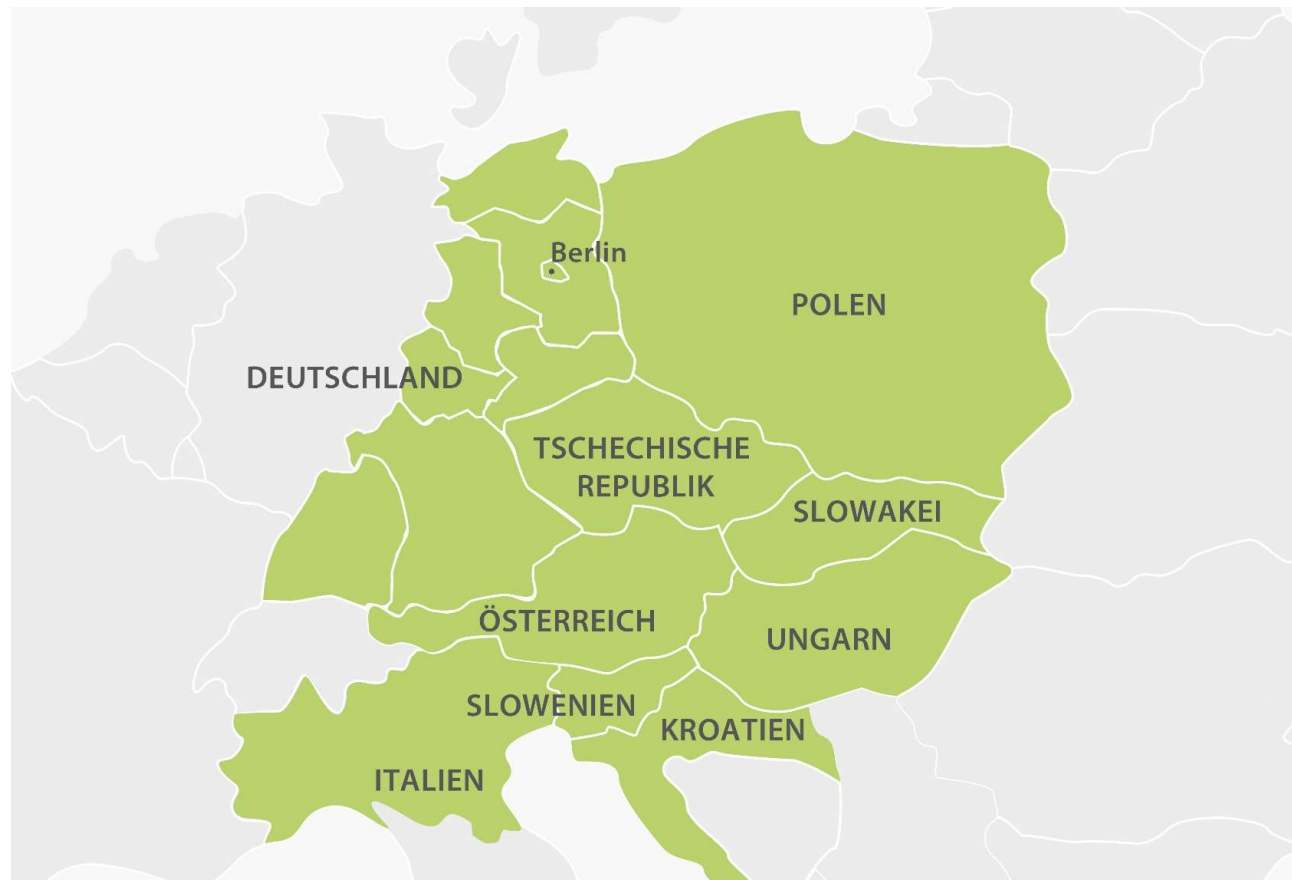 Berlin
POLEN
DEUTSCHLAND
TSCHECHISCHE
REPUBLIK
SLOWAKEI
ÖSTERREICH
UNGARN
SLOWENIEN
KROATIEN
ITALIEN